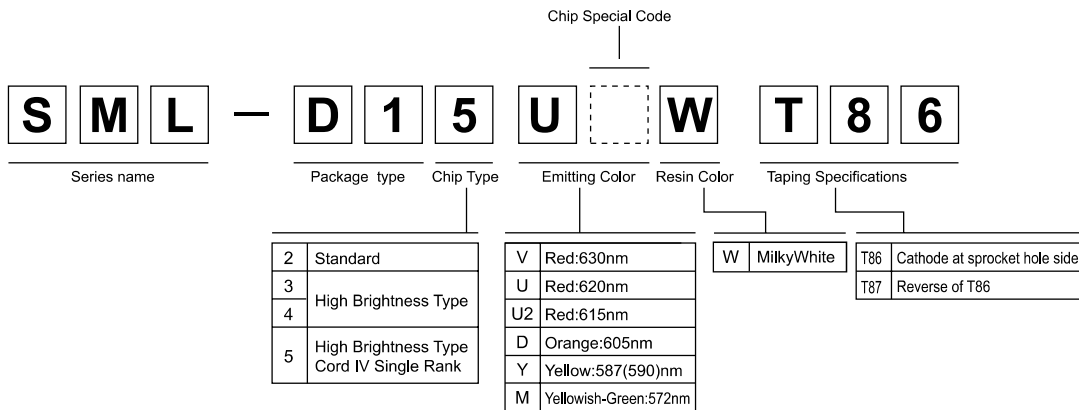 Chip Special Code
S M L — D 1 5 U W T 8 6
Series name Package type Chip Type Emitting Color Resin Color Taping Specifications
2 Standard
3
4
High Brightness Type
5 High Brightness Type
Cord IV Single Rank
V Red:630nm
U Red:620nm
U2 Red:615nm
D Orange:605nm
Y Yellow:587(590)nm
M Yellowish-Green:572nm
W MilkyWhite
T86 Cathode at sprocket hole side
T87 Reverse of T86